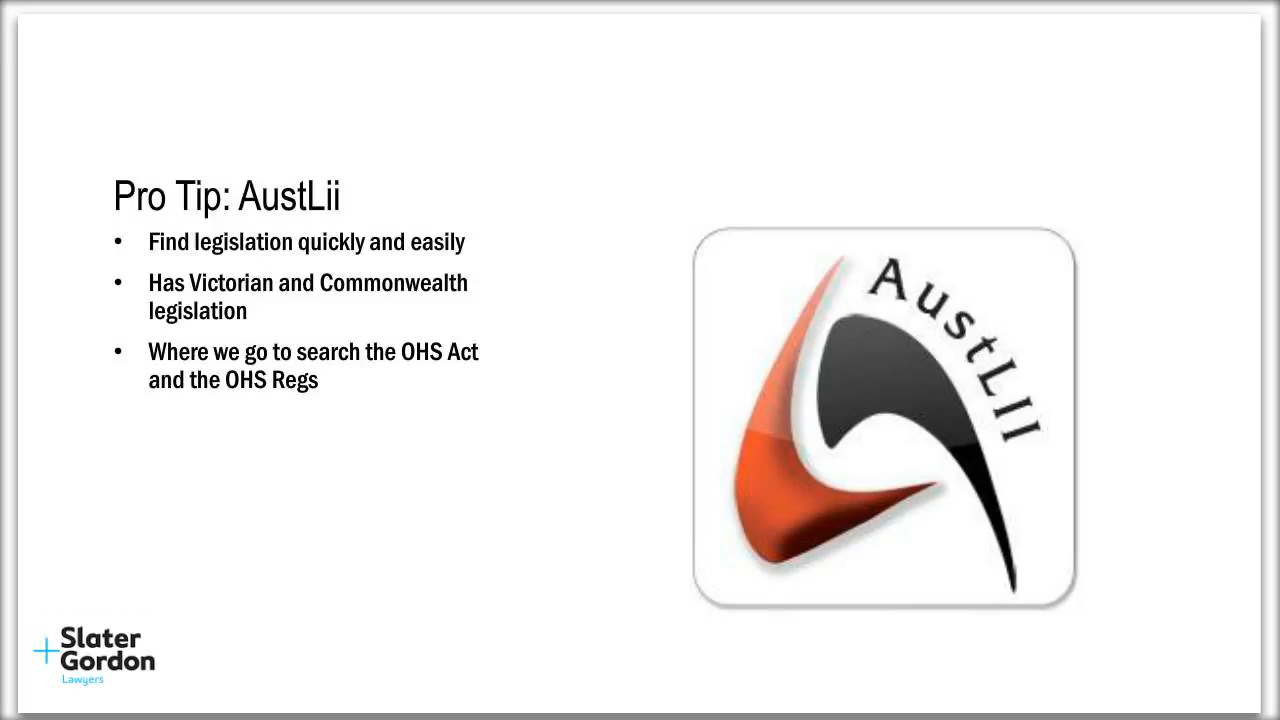 Pro Tip: AustLii
• Find legislation quickly and easily
• Has Victorian and Commonwealth
legislation
• Where we go to search the OHS Act
and the OHS Regs
AustLII
Slater
Gordon
Lawyers